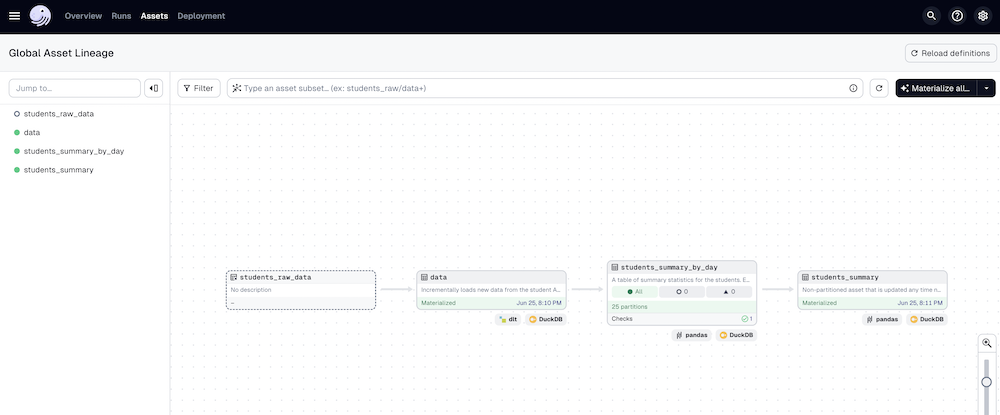 Overview Runs Assets Deployment
Global Asset Lineage
Reload definitions
Jump to…
Filter
Type an asset subset… (ex: students_raw/data+)
Materialize all…
students_raw_data
data
students_summary_by_day
students_summary
students_raw_data
No description
–
data
Incrementally loads new data from the student A…
Materialized Jun 25, 8:10 PM
dlt DuckDB
students_summary_by_day
A table of summary statistics for the students. E…
All 0 0
25 partitions
Checks 1
pandas DuckDB
students_summary
Non-partitioned asset that is updated any time n…
Materialized Jun 25, 8:11 PM
pandas DuckDB